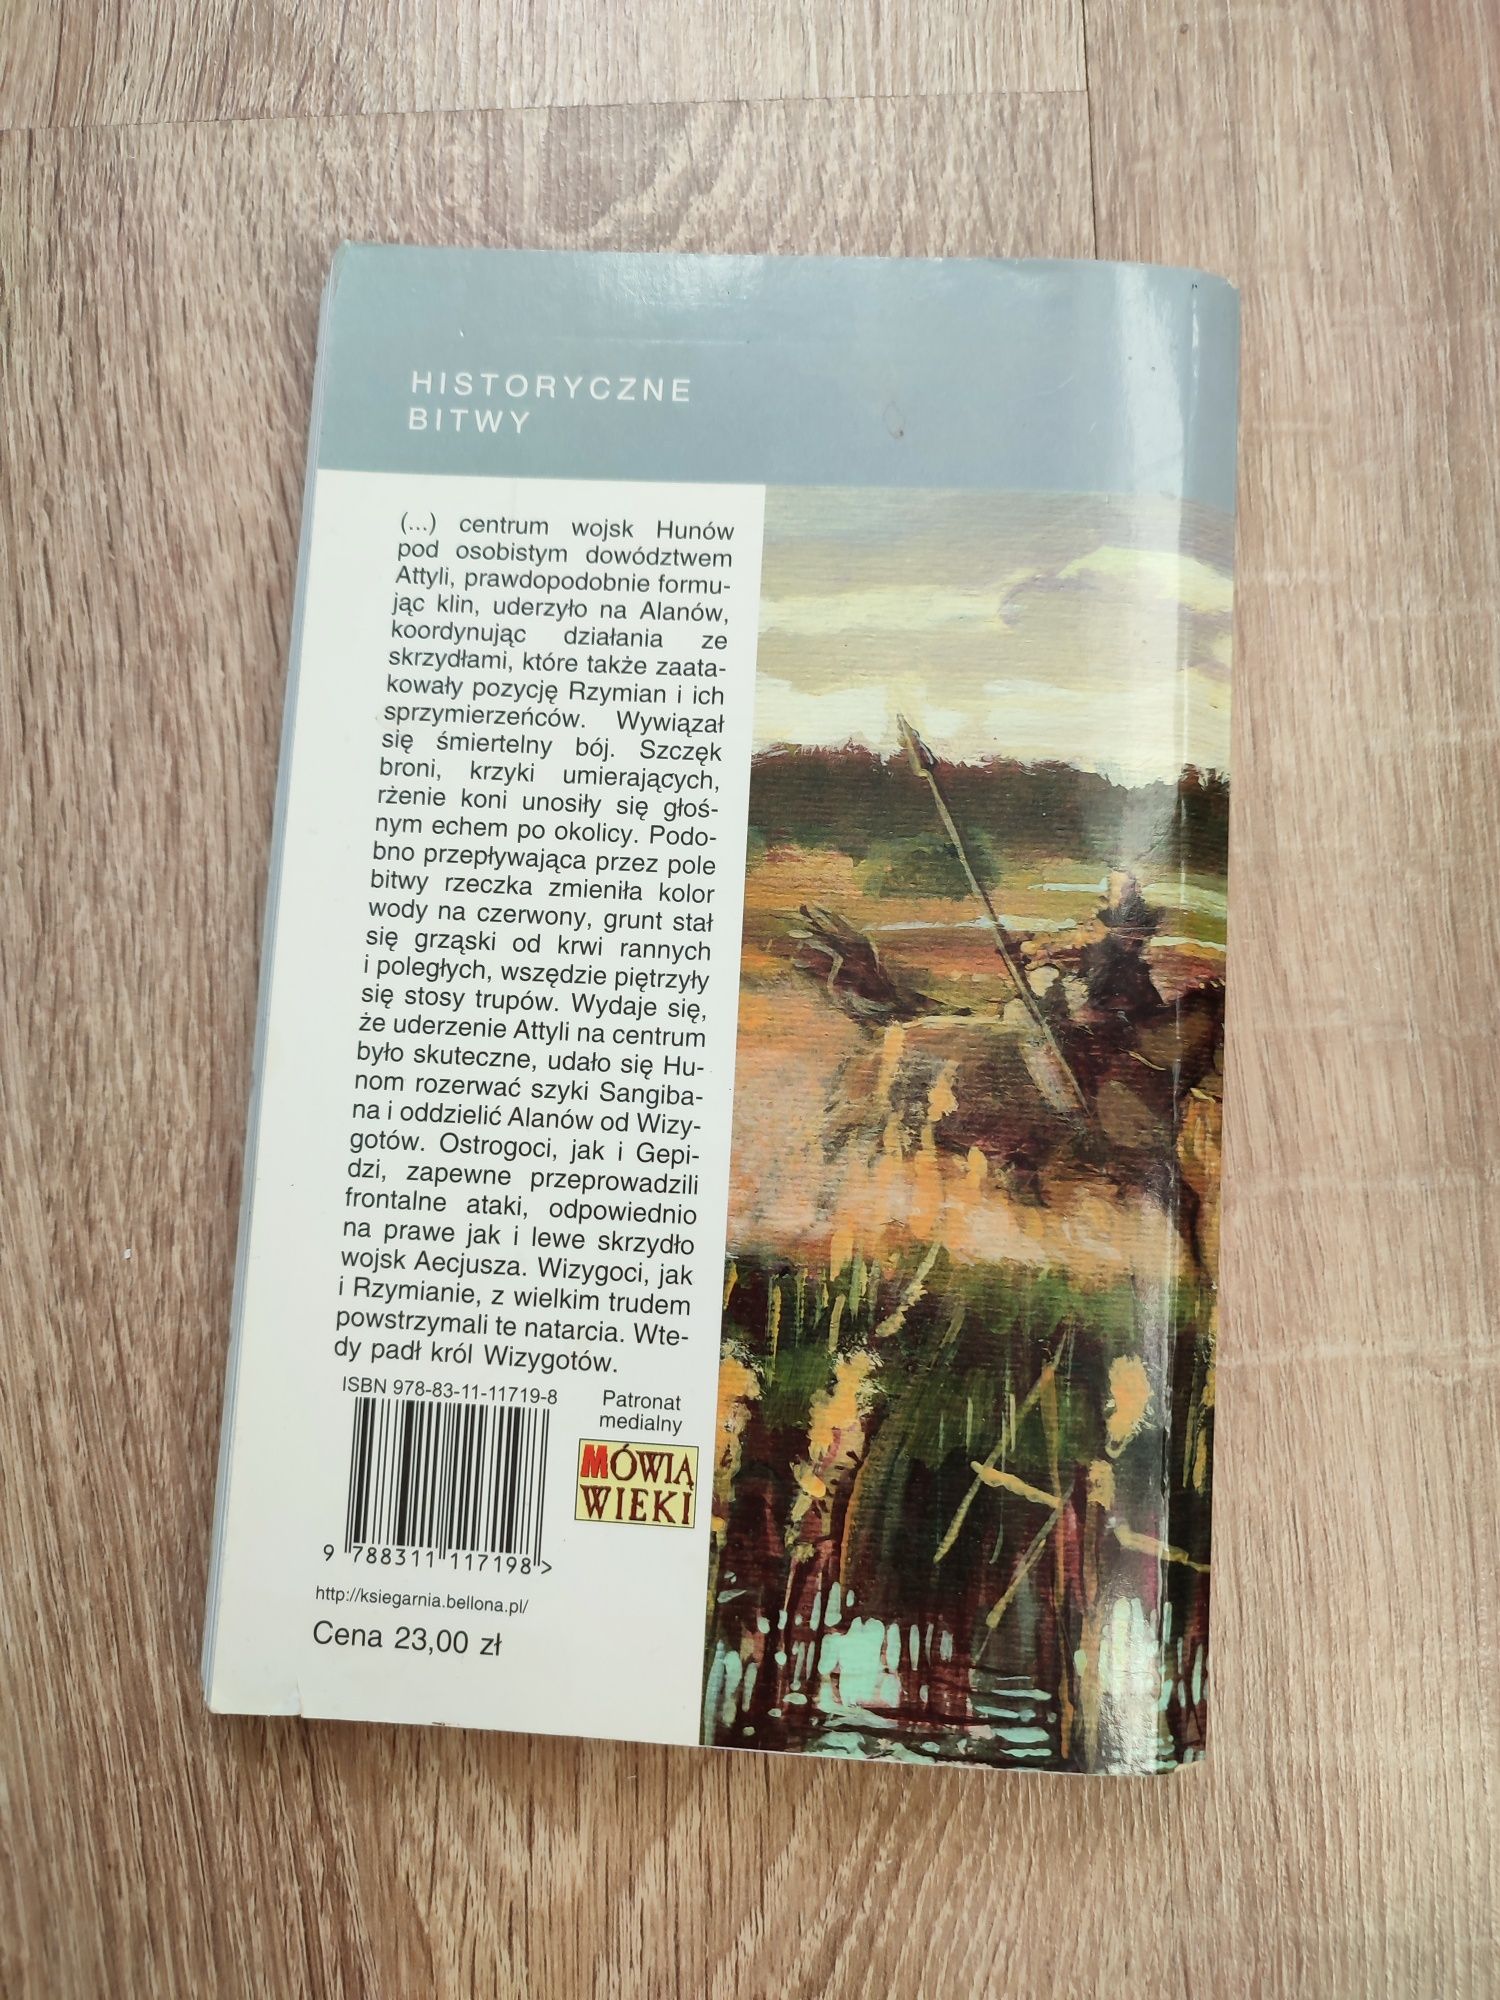 HISTORYCZNE
BITWY
(...) centrum wojsk Hunów
pod osobistym dowództwem
Attyli, prawdopodobnie formu-
jąc klin, uderzyło na Alanów,
koordynując działania ze
skrzydłami, które także zaata-
kowały pozycję Rzymian i ich
sprzymierzeńców. Wywiązał
się śmiertelny bój. Szczęk
broni, krzyki umierających,
rżenie koni unosiły się głoś-
nym echem po okolicy. Podo-
bno przepływająca przez pole
bitwy rzeczka zmieniła kolor
wody na czerwony, grunt stał
się grząski od krwi rannych
i poległych, wszędzie piętrzyły
się stosy trupów. Wydaje się,
że uderzenie Attyli na centrum
było skuteczne, udało się Hu-
nom rozerwać szyki Sangiba-
na i oddzielić Alanów od Wizy-
gotów. Ostrogoci, jak i Gepi-
dzi, zapewne przeprowadzili
frontalne ataki, odpowiednio
na prawe jak i lewe skrzydło
wojsk Aecjusza. Wizygoci, jak
i Rzymianie, z wielkim trudem
powstrzymali te natarcia. Wte-
dy padł król Wizygotów.
ISBN 978-83-11-11719-8
9 788311 117198 >
Patronat
medialny
MÓWIĄ
WIEKI
http://ksiegarnia.bellona.pl/
Cena 23,00 zł